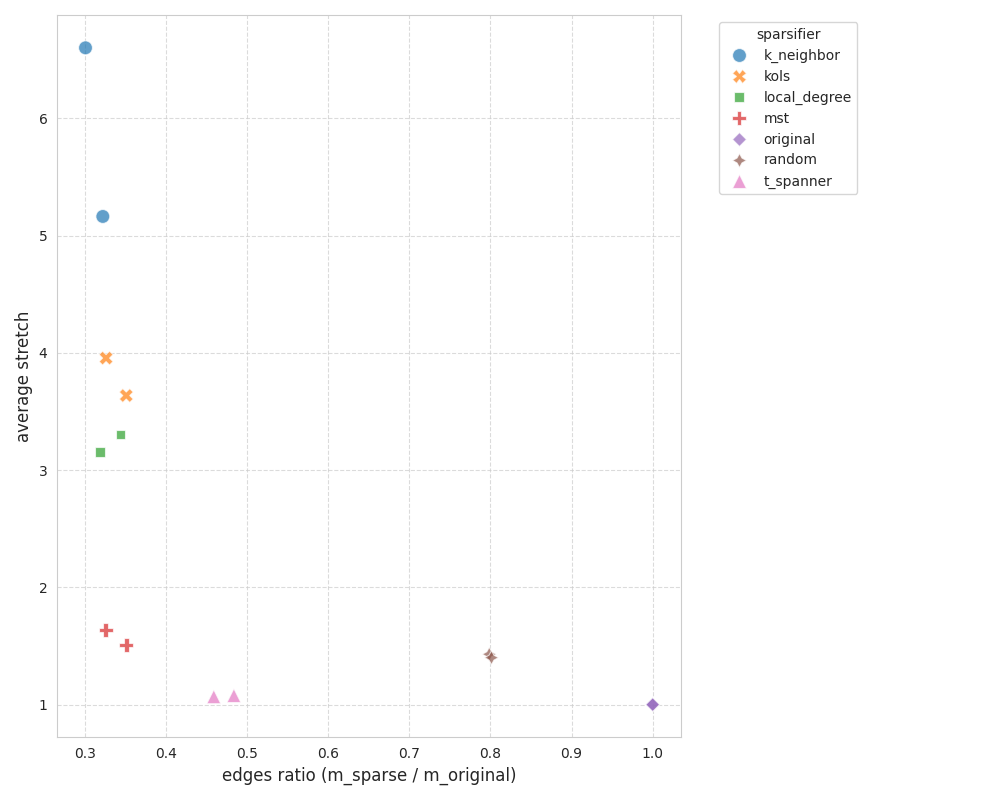 sparsifier
k_neighbor
kols
local_degree
mst
original
random
t_spanner
average stretch
6
5
4
3
2
1
0.3 0.4 0.5 0.6 0.7 0.8 0.9 1.0
edges ratio (m_sparse / m_original)